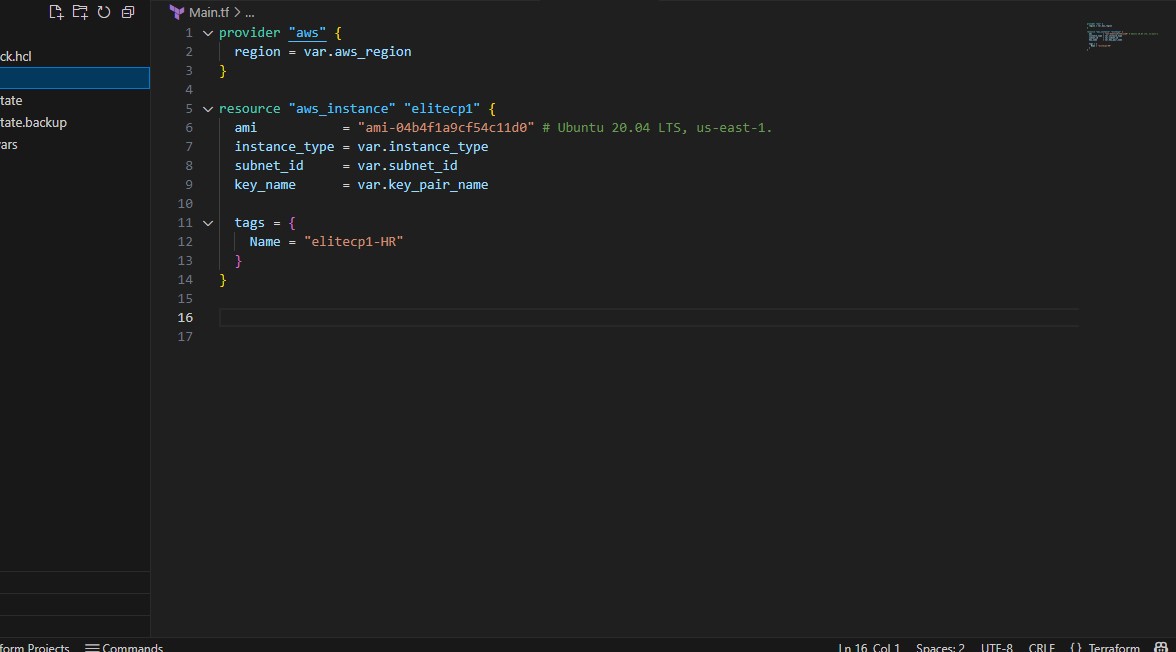 Main.tf > ...
ck.hcl
tate
tate.backup
ars
1 provider "aws" {
2 region = var.aws_region
3 }
4
5 resource "aws_instance" "elitecp1" {
6 ami = "ami-04b4f1a9cf54c11d0" # Ubuntu 20.04 LTS, us-east-1.
7 instance_type = var.instance_type
8 subnet_id = var.subnet_id
9 key_name = var.key_pair_name
10
11 tags = {
12 Name = "elitecp1-HR"
13 }
14 }
15
16
17
form Projects Commands Ln 16, Col 1 Spaces: 2 UTF-8 CRLF {} Terraform